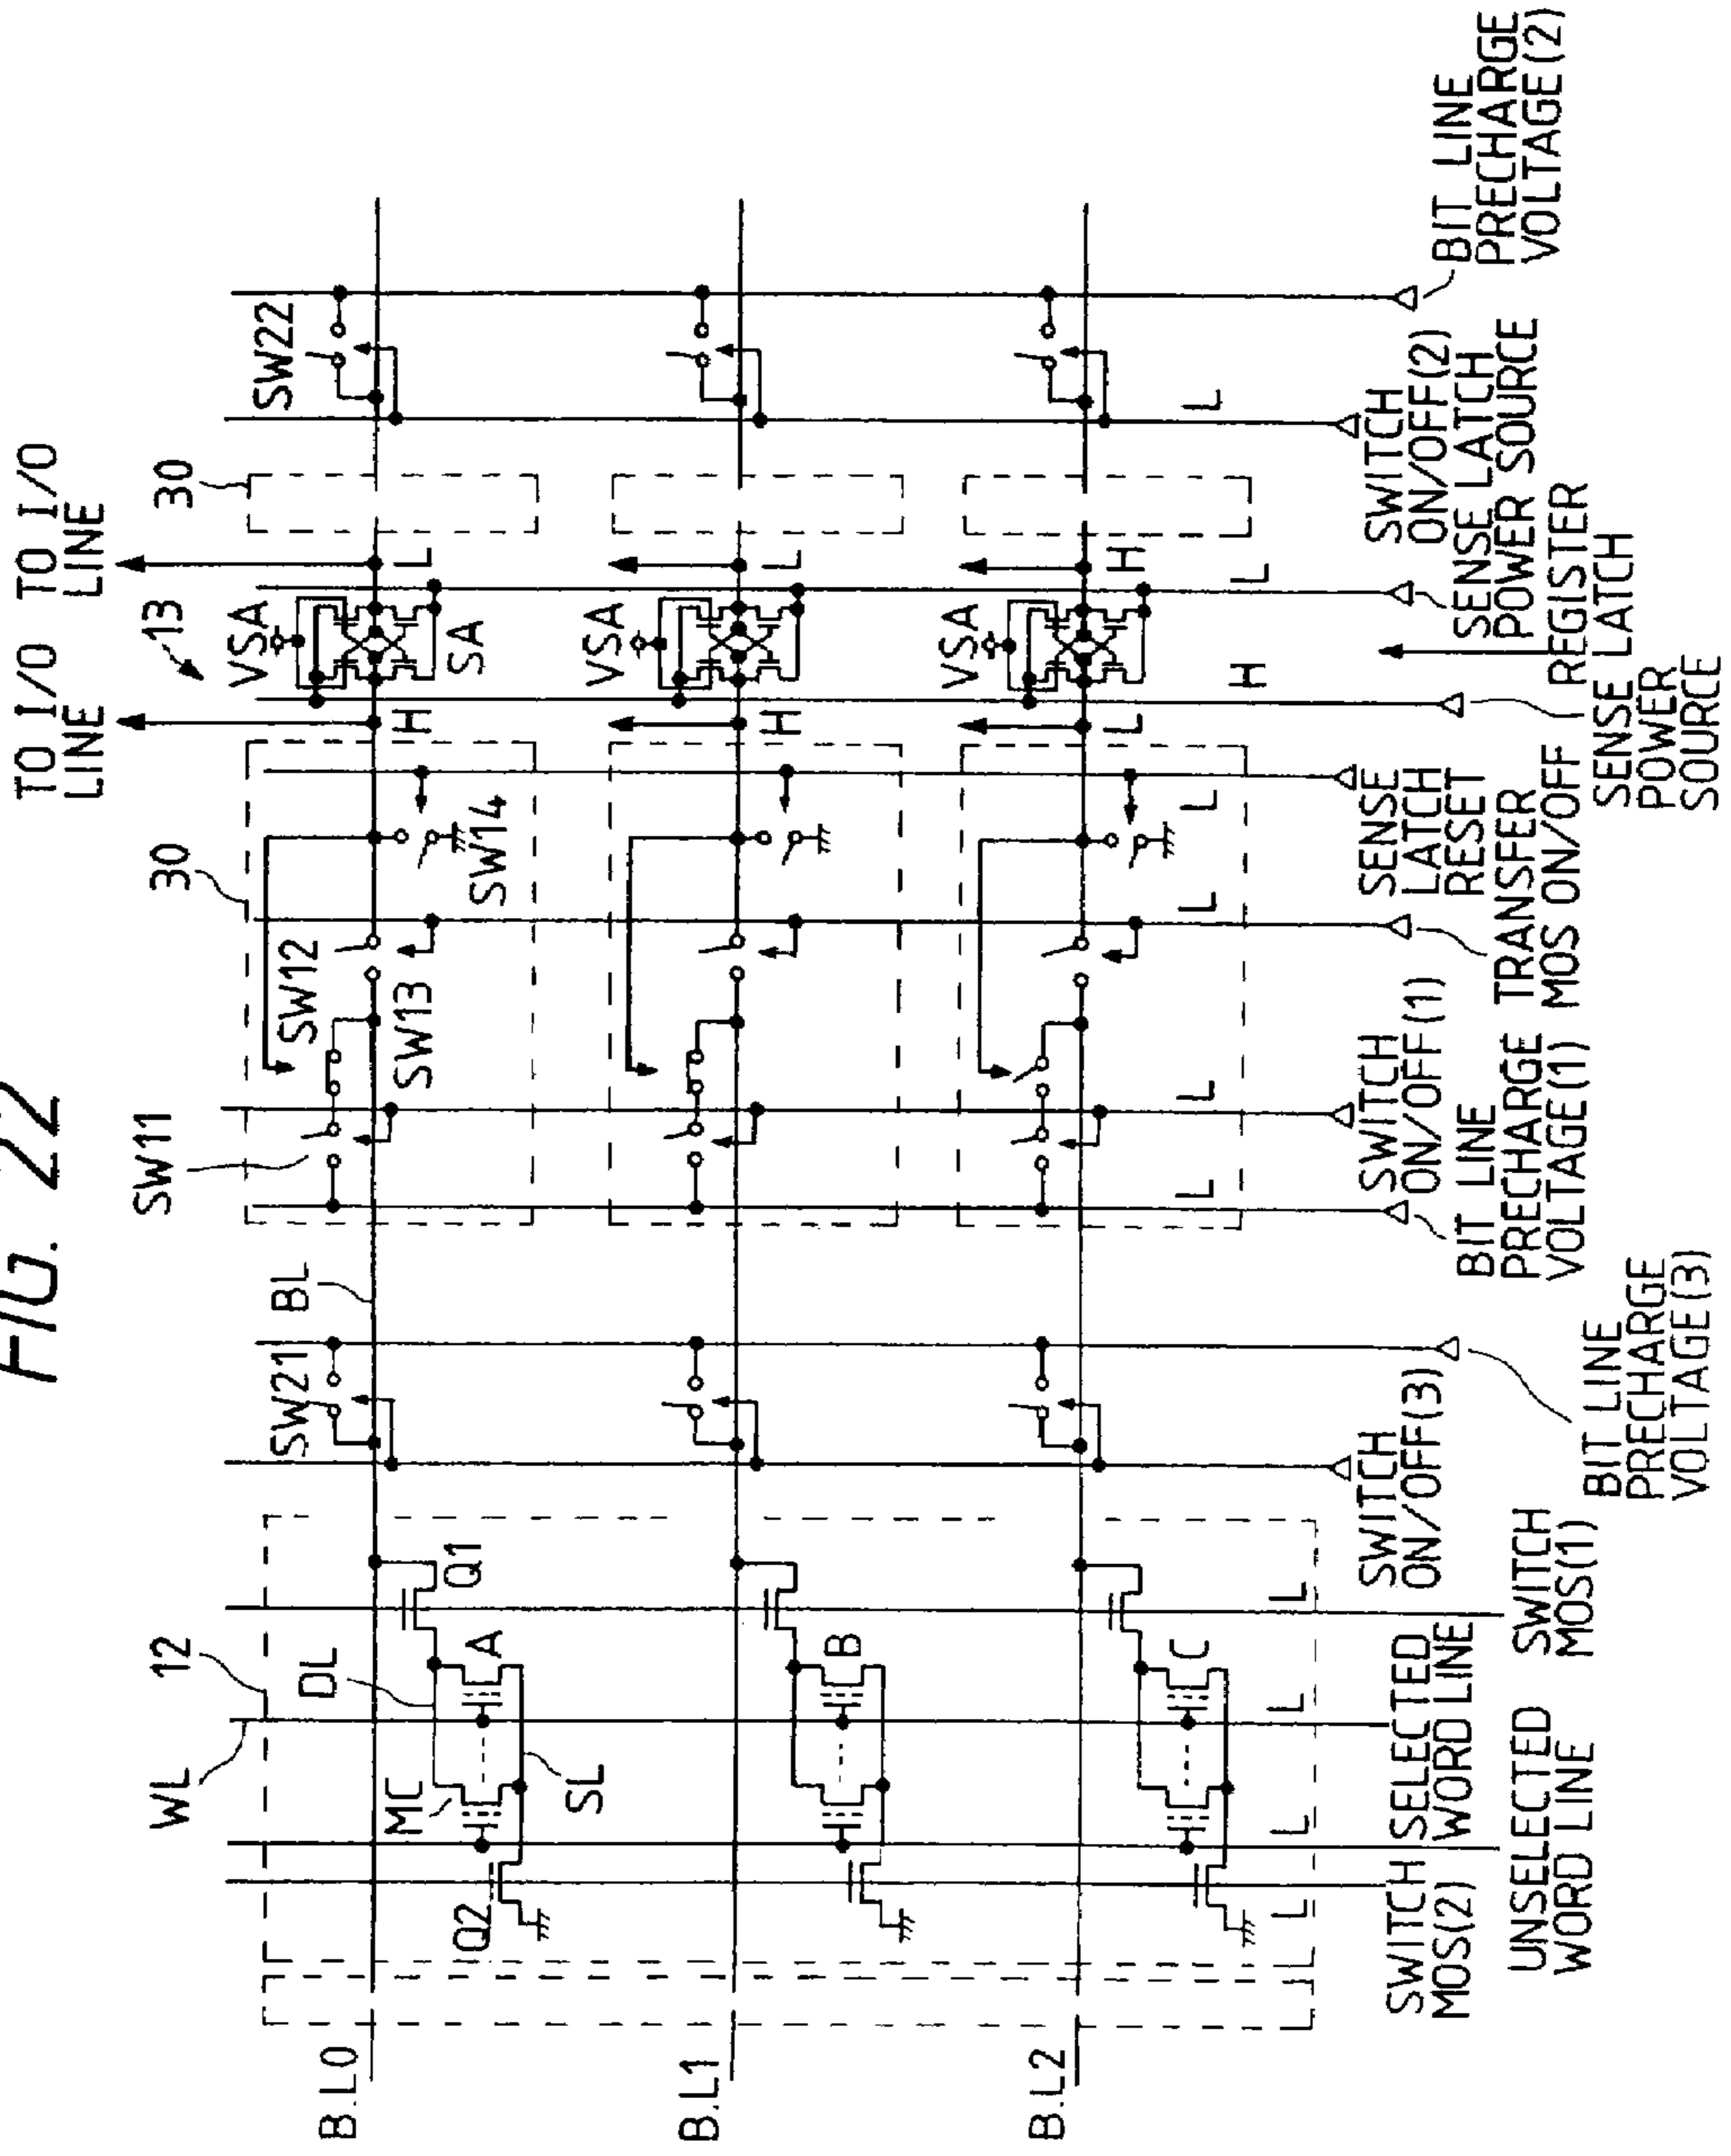 FIG. 22
TO I/O
LINE
TO I/O
LINE
13
30
30
SW11
12
WL
B.L0
Q2
MC
DL
SL
A
Q1
SW21
BL
SW12
SW13
SW14
VSA
SA
SW22
H
L
B.L1
B
VSA
H
L
B.L2
C
VSA
L
H
L
L
L
L
L
L
L
L
H
L
L
SWITCH
MOS(2)
UNSELECTED
WORD LINE
SELECTED
WORD LINE
SWITCH
MOS(1)
SWITCH
ON/OFF(3)
BIT LINE
PRECHARGE
VOLTAGE(3)
BIT LINE
PRECHARGE
VOLTAGE(1)
SWITCH
ON/OFF(1)
TRANSFER
MOS ON/OFF
SENSE
LATCH
RESET
SENSE LATCH
POWER
SOURCE
REGISTER
SENSE LATCH
POWER SOURCE
SWITCH
ON/OFF(2)
BIT LINE
PRECHARGE
VOLTAGE(2)